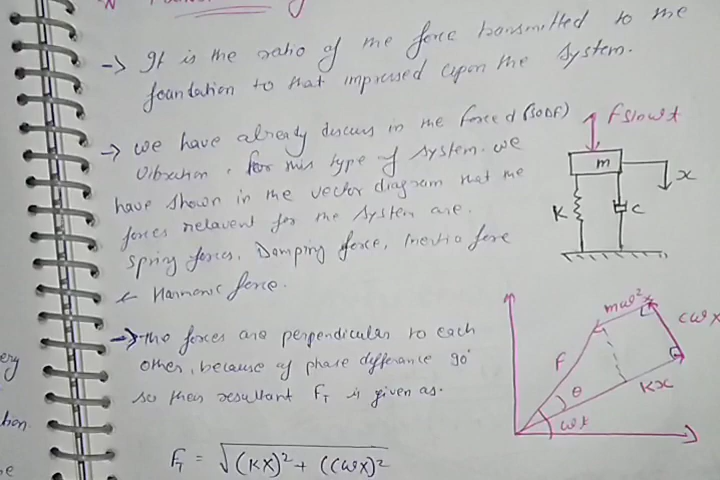 -> It is the ratio of the force transmitted to the
foundation to that impressed upon the system.
-> we have already discuss in the forced (SODF)
Vibration, for this type of system. we
have shown in the vector diagram that the
forces relavent for the system are.
spring forces, Damping force, Inertia force
& Harmonic force.
-> Two forces are perpendicular to each
other, because of phase differance 90°
so then resultant F_T is given as.
F_T = √(KX)²+ ((CωX)²
F sinωt
m
x
K
C
mω²x
CωX
F
Kx
θ
ωt